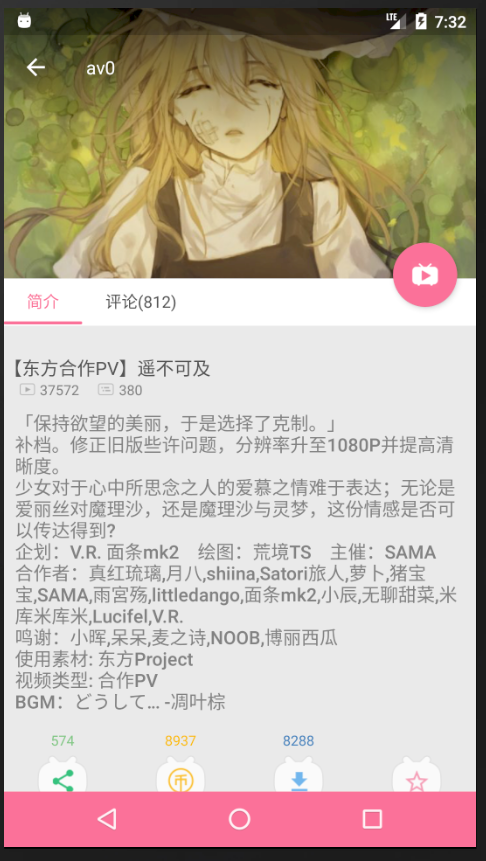 LTE 7:32
av0
简介 评论(812)
【东方合作PV】遥不可及
37572 380
「保持欲望的美丽，于是选择了克制。」
补档。修正旧版些许问题，分辨率升至1080P并提高清
晰度。
少女对于心中所思念之人的爱慕之情难于表达；无论是
爱丽丝对魔理沙，还是魔理沙与灵梦，这份情感是否可
以传达得到?
企划：V.R. 面条mk2 绘图：荒境TS 主催：SAMA
合作者：真红琉璃,月八,shiina,Satori旅人,萝卜,猪宝
宝,SAMA,雨宫殇,littledango,面条mk2,小辰,无聊甜菜,米
库米库米,Lucifel,V.R.
鸣谢：小晖,呆呆,麦之诗,NOOB,博丽西瓜
使用素材: 东方Project
视频类型: 合作PV
BGM：どうして... -凋叶棕
574 8937 8288
币